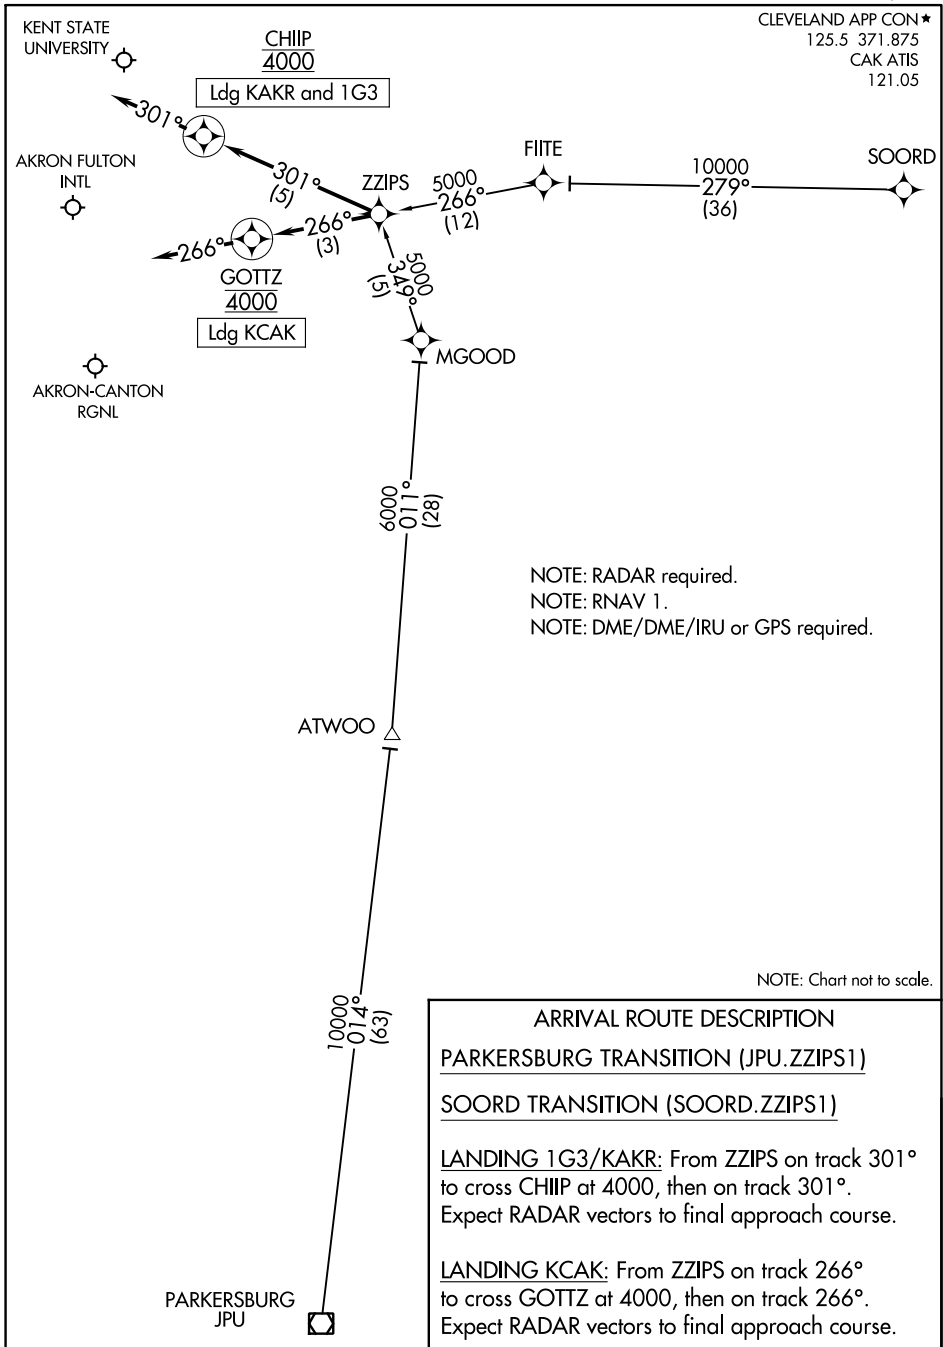 KENT STATE
UNIVERSITY
CHIIP
4000
Ldg KAKR and 1G3
CLEVELAND APP CON★
125.5 371.875
CAK ATIS
121.05
301°
AKRON FULTON
INTL
301°
(5)
ZZIPS
FIITE
5000
266°
(12)
10000
279°
(36)
SOORD
266°
266°
(3)
GOTTZ
4000
Ldg KCAK
5000
349°
(5)
MGOOD
AKRON-CANTON
RGNL
6000
011°
(28)
NOTE: RADAR required.
NOTE: RNAV 1.
NOTE: DME/DME/IRU or GPS required.
ATWOO
10000
014°
(63)
PARKERSBURG
JPU
NOTE: Chart not to scale.
ARRIVAL ROUTE DESCRIPTION
PARKERSBURG TRANSITION (JPU.ZZIPS1)
SOORD TRANSITION (SOORD.ZZIPS1)
LANDING 1G3/KAKR: From ZZIPS on track 301°
to cross CHIIP at 4000, then on track 301°.
Expect RADAR vectors to final approach course.
LANDING KCAK: From ZZIPS on track 266°
to cross GOTTZ at 4000, then on track 266°.
Expect RADAR vectors to final approach course.